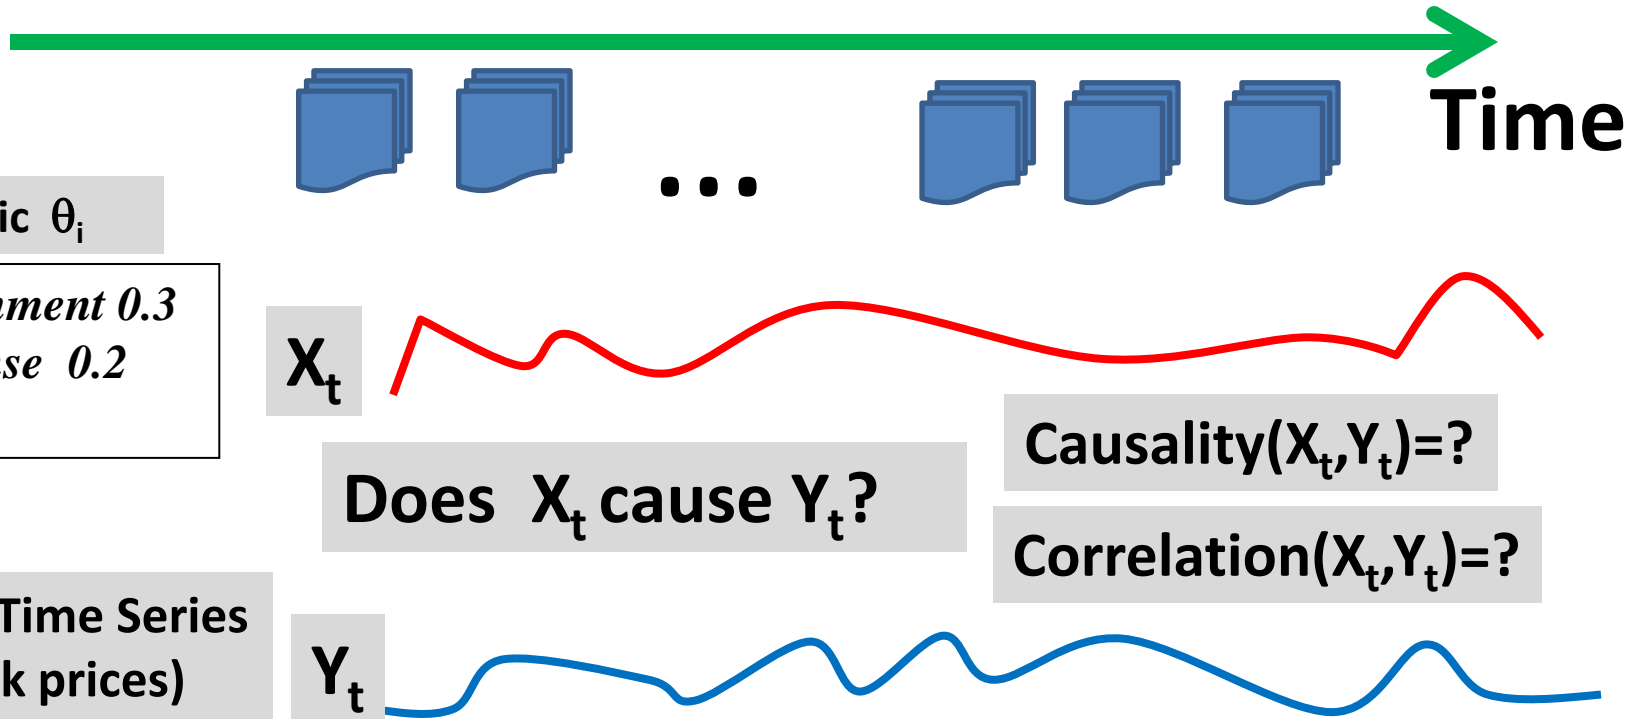 Time
...
ic θi
nment 0.3
se 0.2
Xt
Causality(Xt,Yt)=?
Does Xt cause Yt?
Correlation(Xt,Yt)=?
Time Series
k prices)
Yt